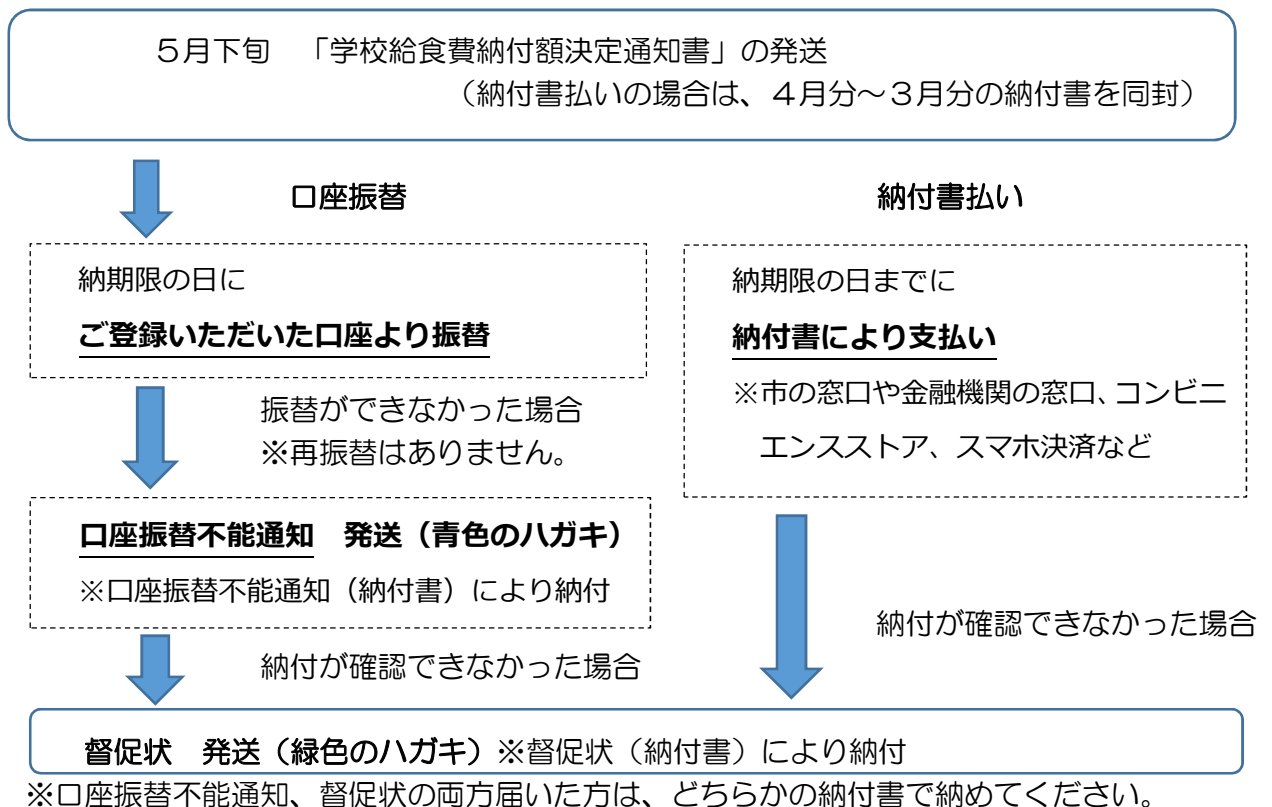 ５月下旬　「学校給食費納付額決定通知書」の発送
（納付書払いの場合は、４月分～３月分の納付書を同封）
口座振替
納期限の日に
ご登録いただいた口座より振替
振替ができなかった場合
※再振替はありません。
口座振替不能通知　発送（青色のハガキ）
※口座振替不能通知（納付書）により納付
納付が確認できなかった場合
納付書払い
納期限の日までに
納付書により支払い
※市の窓口や金融機関の窓口、コンビニ
エンスストア、スマホ決済など
納付が確認できなかった場合
督促状　発送（緑色のハガキ）※督促状（納付書）により納付
※口座振替不能通知、督促状の両方届いた方は、どちらかの納付書で納めてください。